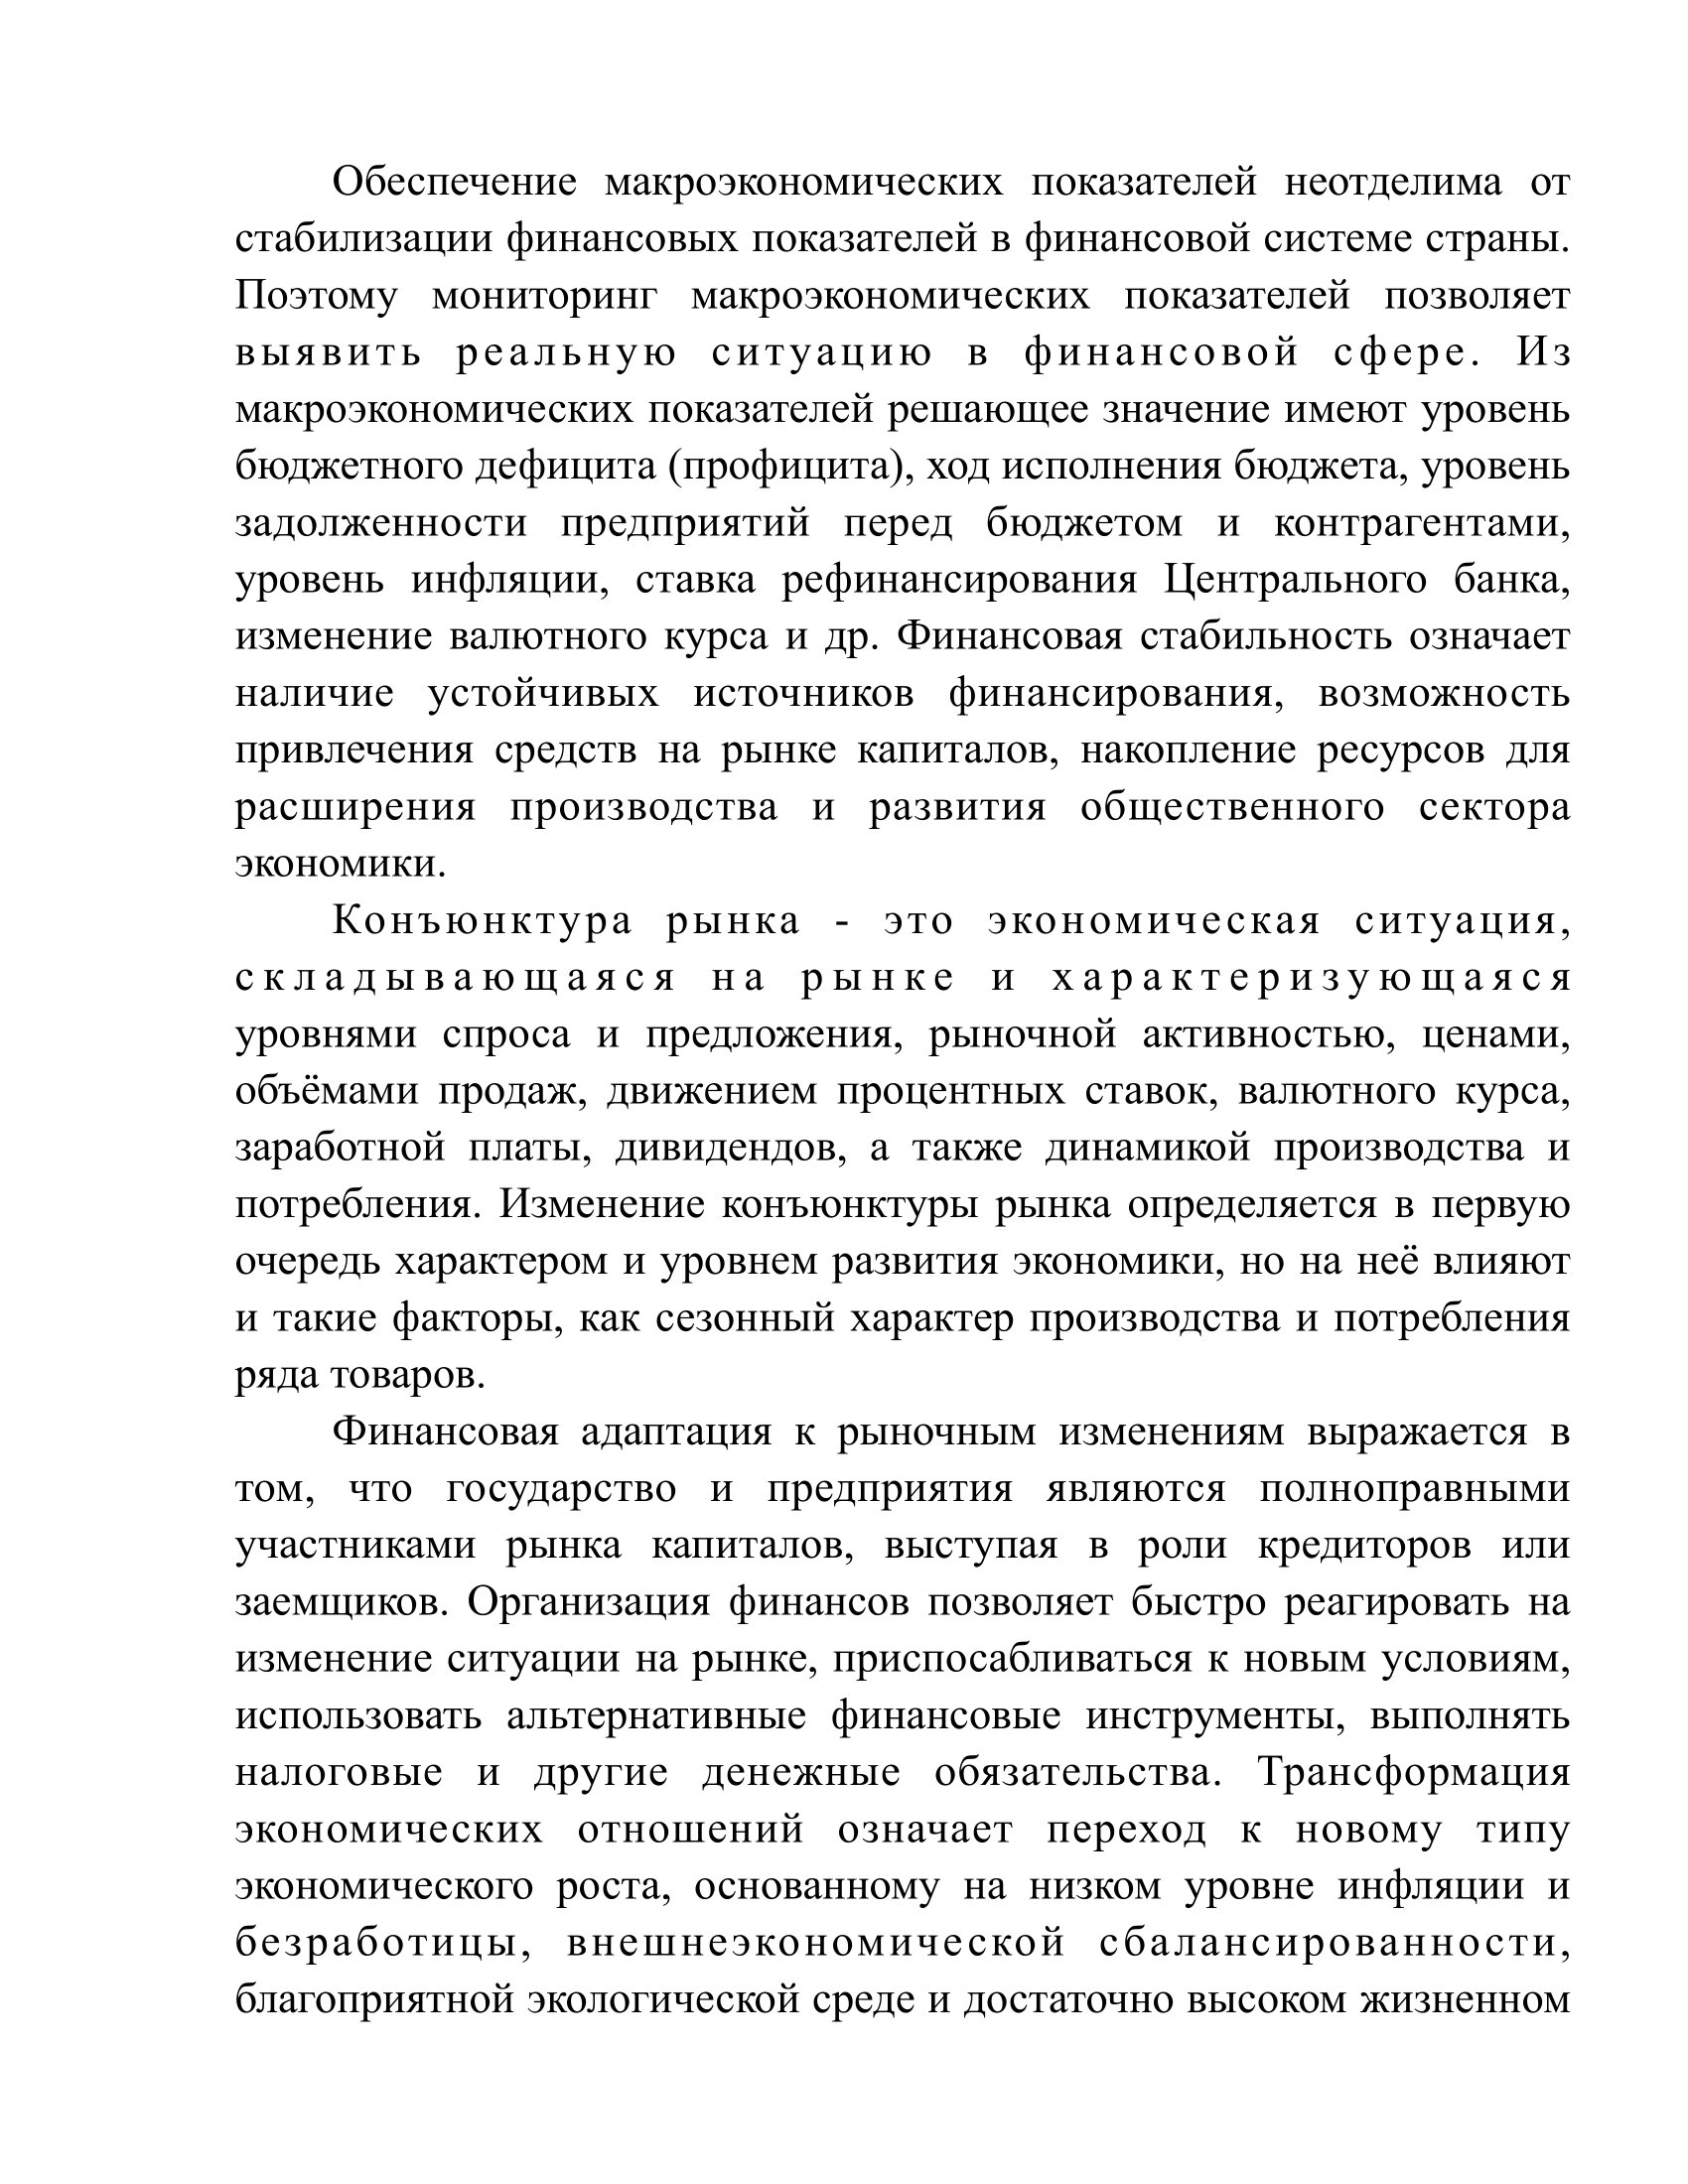 Обеспечение макроэкономических показателей неотделима от
стабилизации финансовых показателей в финансовой системе страны.
Поэтому мониторинг макроэкономических показателей позволяет
выявить реальную ситуацию в финансовой сфере. Из
макроэкономических показателей решающее значение имеют уровень
бюджетного дефицита (профицита), ход исполнения бюджета, уровень
задолженности предприятий перед бюджетом и контрагентами,
уровень инфляции, ставка рефинансирования Центрального банка,
изменение валютного курса и др. Финансовая стабильность означает
наличие устойчивых источников финансирования, возможность
привлечения средств на рынке капиталов, накопление ресурсов для
расширения производства и развития общественного сектора
экономики.
Конъюнктура рынка - это экономическая ситуация,
складывающаяся на рынке и характеризующаяся
уровнями спроса и предложения, рыночной активностью, ценами,
объёмами продаж, движением процентных ставок, валютного курса,
заработной платы, дивидендов, а также динамикой производства и
потребления. Изменение конъюнктуры рынка определяется в первую
очередь характером и уровнем развития экономики, но на неё влияют
и такие факторы, как сезонный характер производства и потребления
ряда товаров.
Финансовая адаптация к рыночным изменениям выражается в
том, что государство и предприятия являются полноправными
участниками рынка капиталов, выступая в роли кредиторов или
заемщиков. Организация финансов позволяет быстро реагировать на
изменение ситуации на рынке, приспосабливаться к новым условиям,
использовать альтернативные финансовые инструменты, выполнять
налоговые и другие денежные обязательства. Трансформация
экономических отношений означает переход к новому типу
экономического роста, основанному на низком уровне инфляции и
безработицы, внешнеэкономической сбалансированности,
благоприятной экологической среде и достаточно высоком жизненном